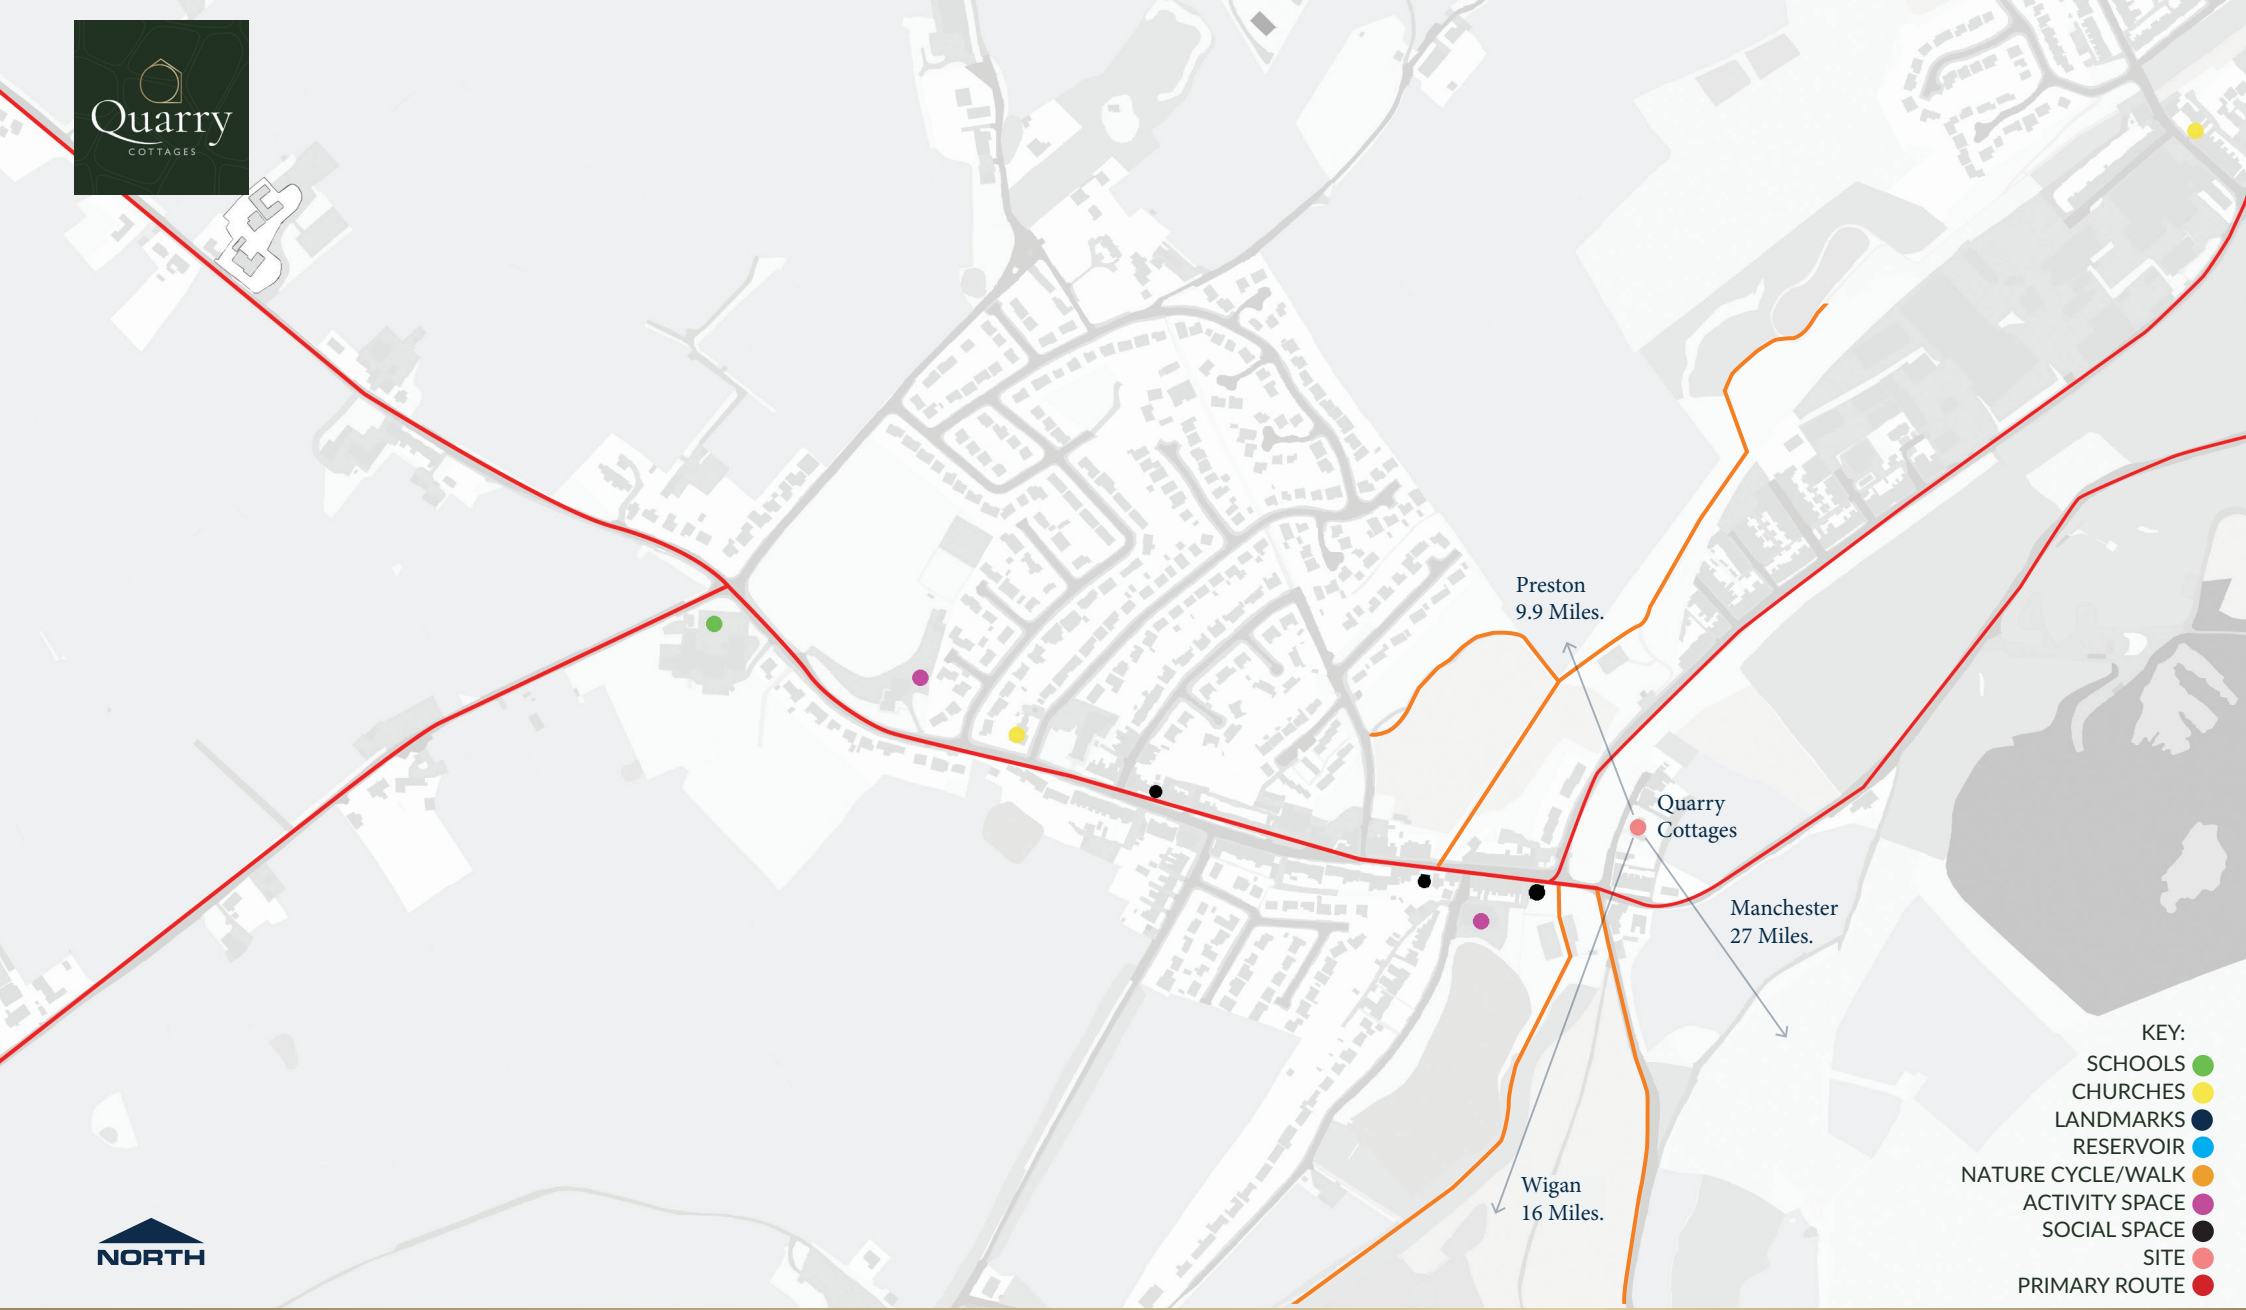 Quarry
COTTAGES
Preston
9.9 Miles.
Quarry
Cottages
Manchester
27 Miles.
Wigan
16 Miles.
NORTH
KEY:
SCHOOLS
CHURCHES
LANDMARKS
RESERVOIR
NATURE CYCLE/WALK
ACTIVITY SPACE
SOCIAL SPACE
SITE
PRIMARY ROUTE